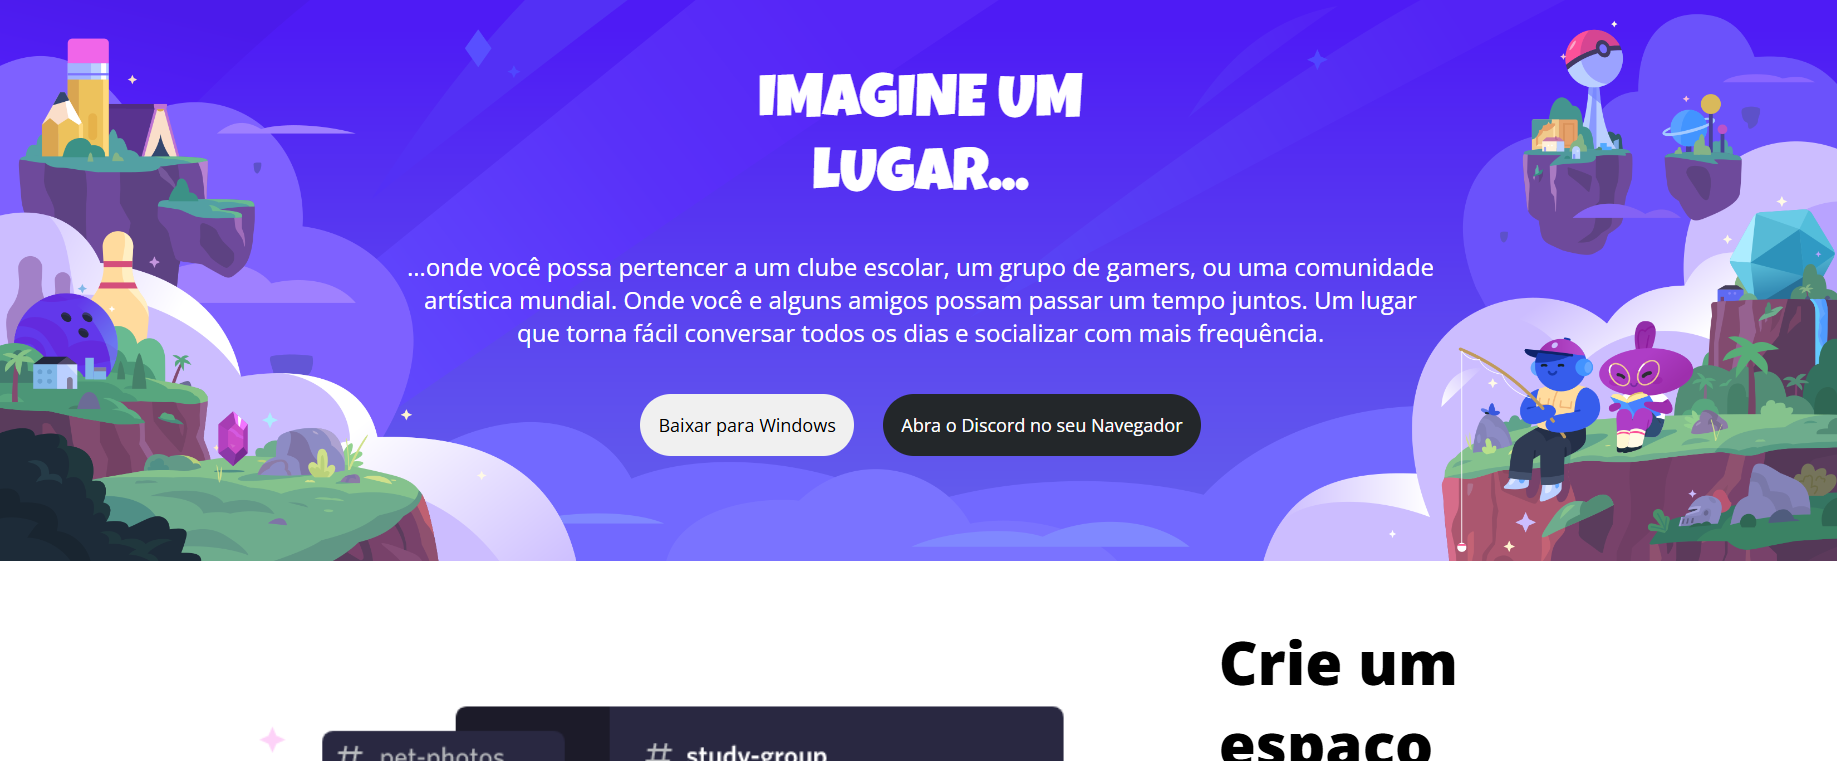 IMAGINE UM
LUGAR...
...onde você possa pertencer a um clube escolar, um grupo de gamers, ou uma comunidade
artística mundial. Onde você e alguns amigos possam passar um tempo juntos. Um lugar
que torna fácil conversar todos os dias e socializar com mais frequência.
Baixar para Windows
Abra o Discord no seu Navegador
Crie um
espaço
# pet-photos
# study-group